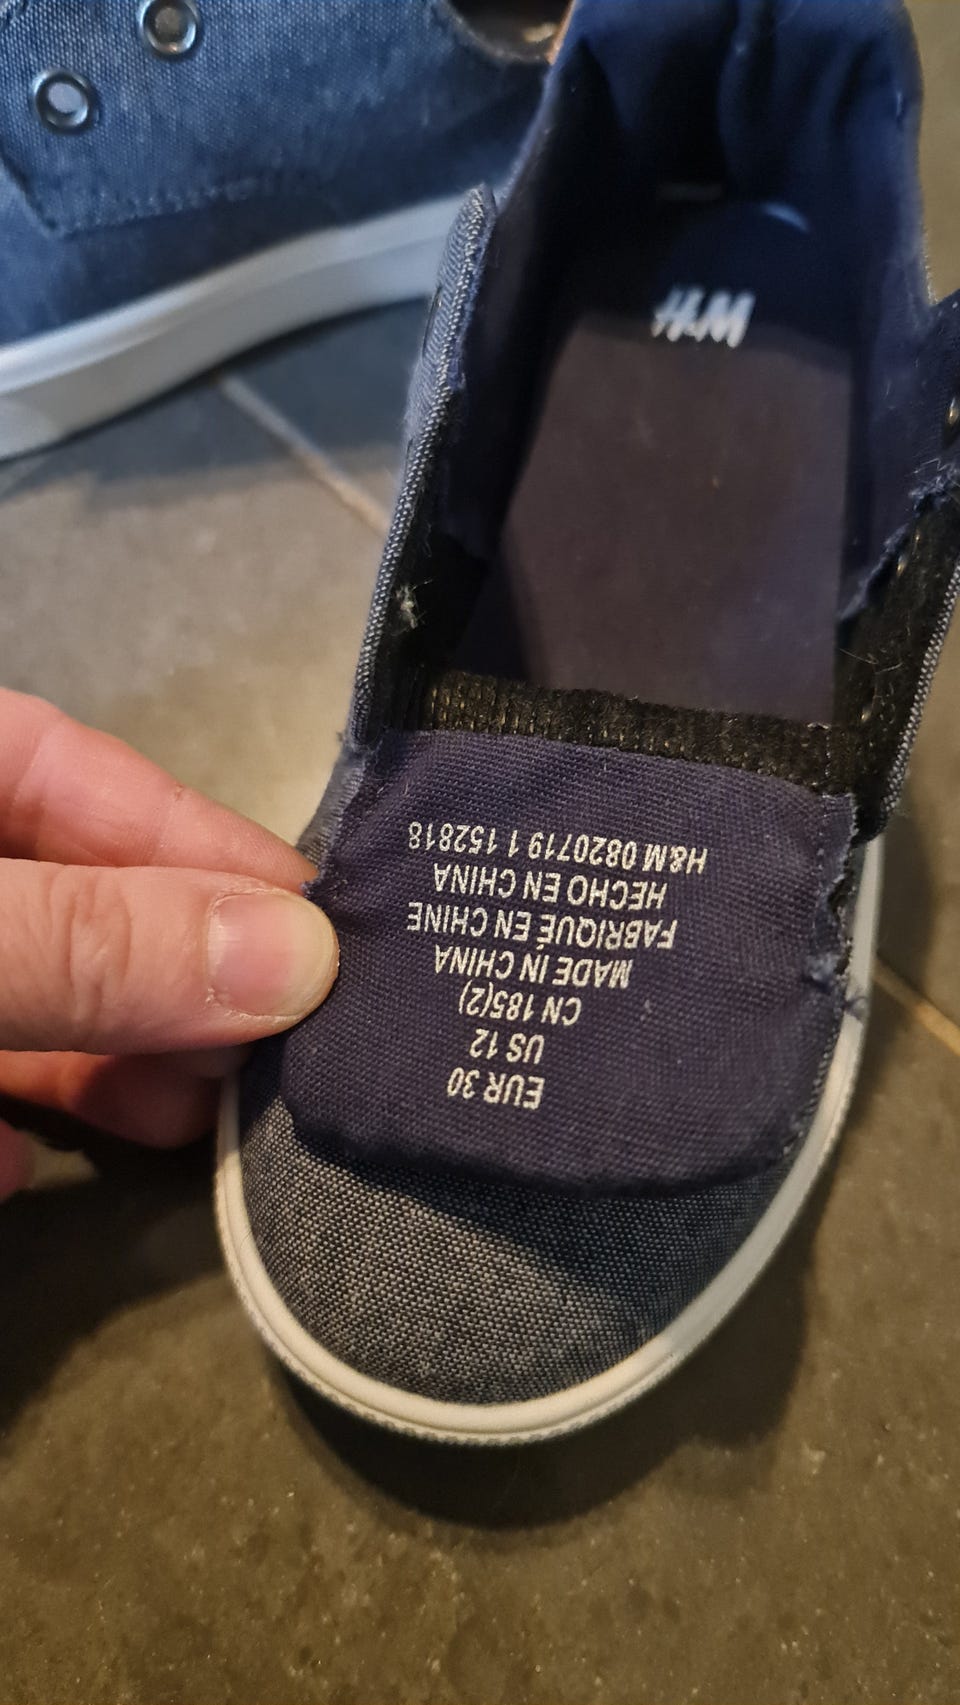 H&M
EUR 30
US 12
CN 185(2)
MADE IN CHINA
FABRIQUÉ EN CHINE
HECHO EN CHINA
H&M 0820719 1 152818